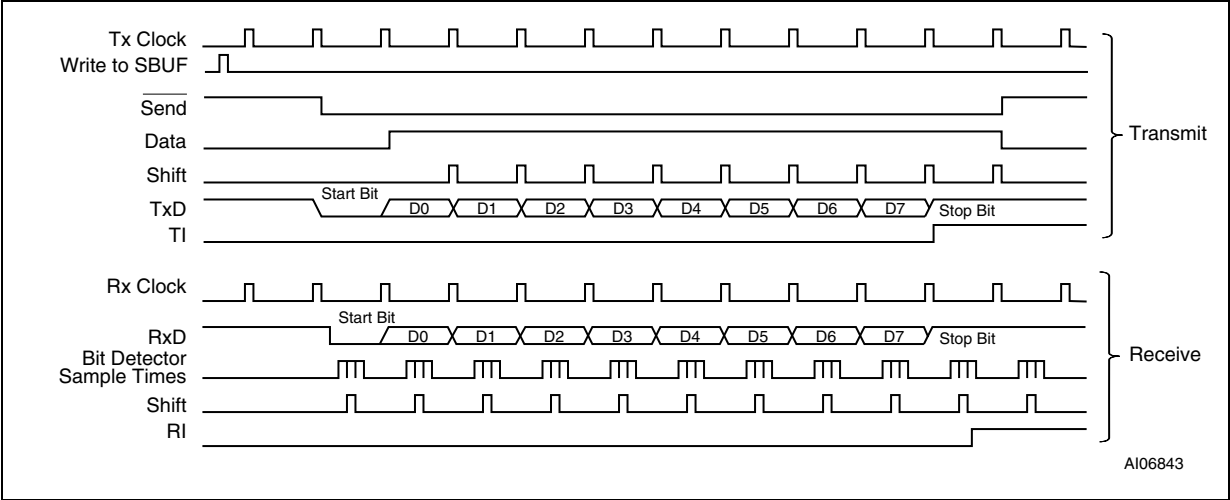 Tx Clock
Write to SBUF
Send
Data
Transmit
Shift
Start Bit
TxD
D0 D1 D2 D3 D4 D5 D6 D7 Stop Bit
TI
Rx Clock
Start Bit
RxD
D0 D1 D2 D3 D4 D5 D6 D7 Stop Bit
Bit Detector
Sample Times
Receive
Shift
RI
AI06843